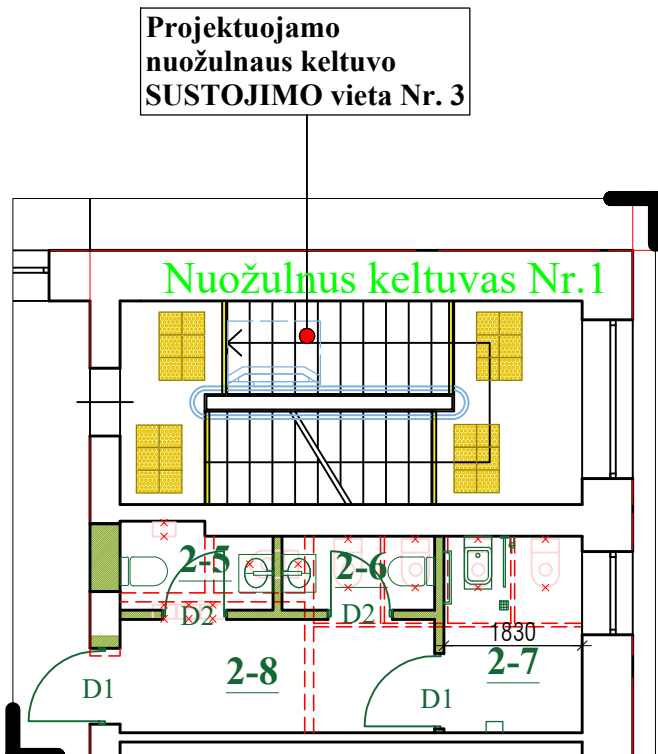 Projektuojamo
nuožulnaus keltuvo
SUSTOJIMO vieta Nr. 3
Nuožulnus keltuvas Nr.1
2-5
2-6
D2
D2
1830
2-8
2-7
D1
D1